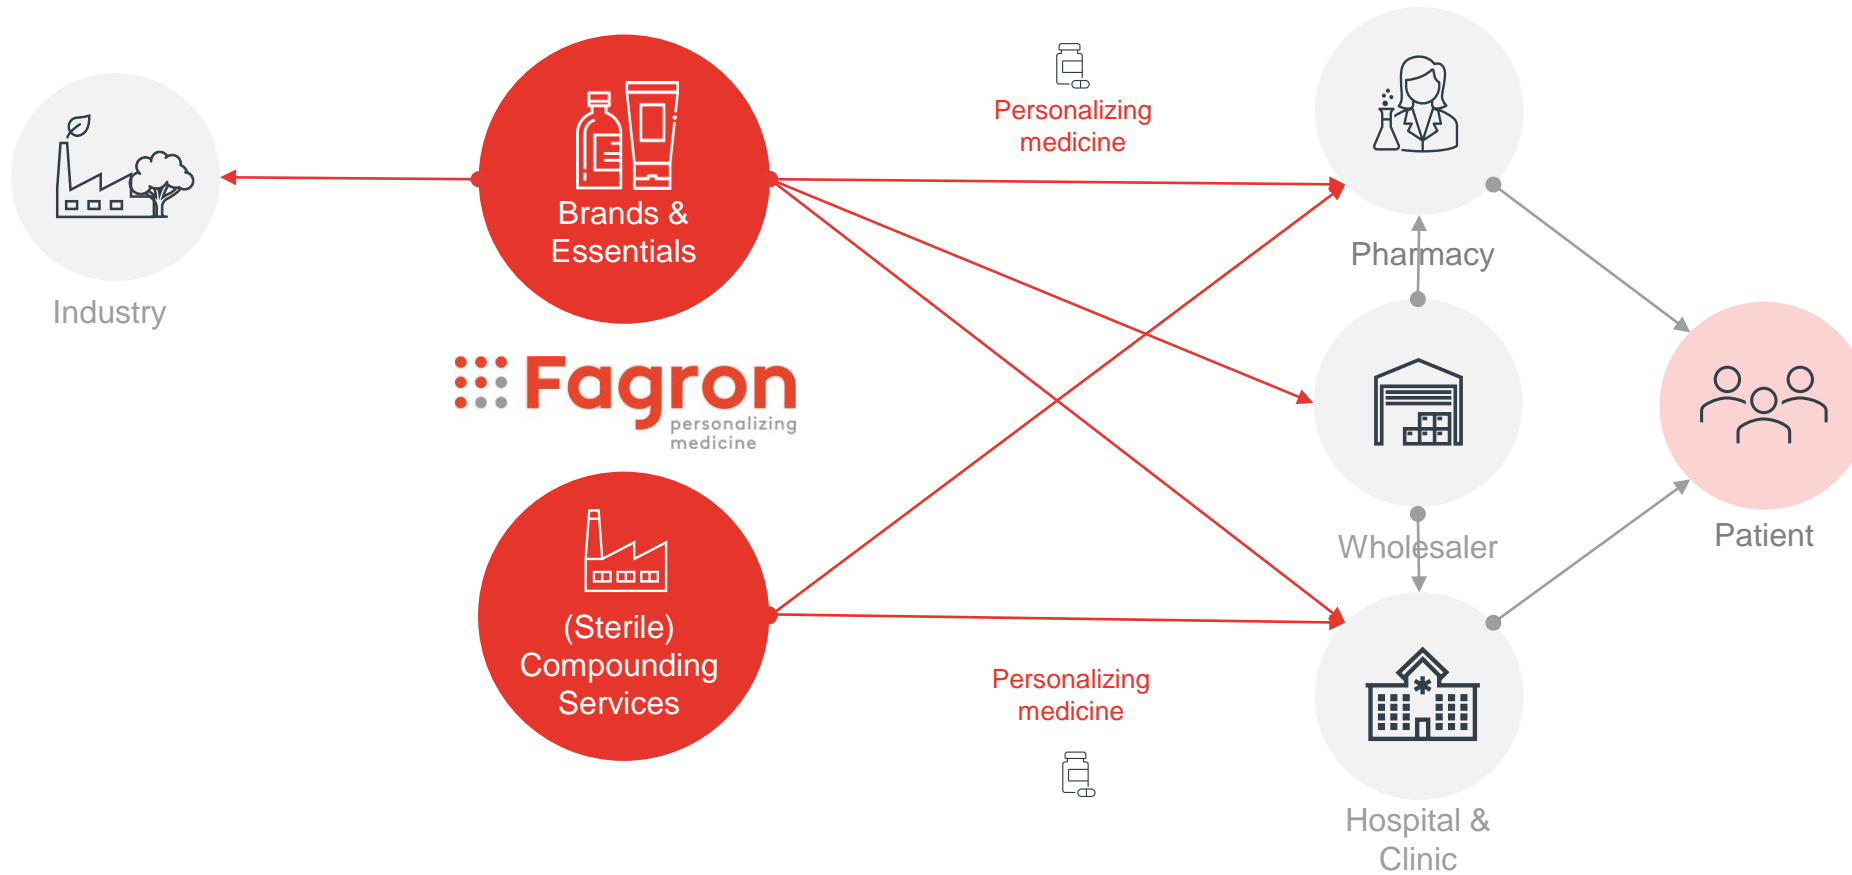 Personalizing
medicine
Brands &
Essentials
Pharmacy
Industry
Fagron
personalizing
medicine
Wholesaler
Patient
(Sterile)
Compounding
Services
Personalizing
medicine
Hospital &
Clinic